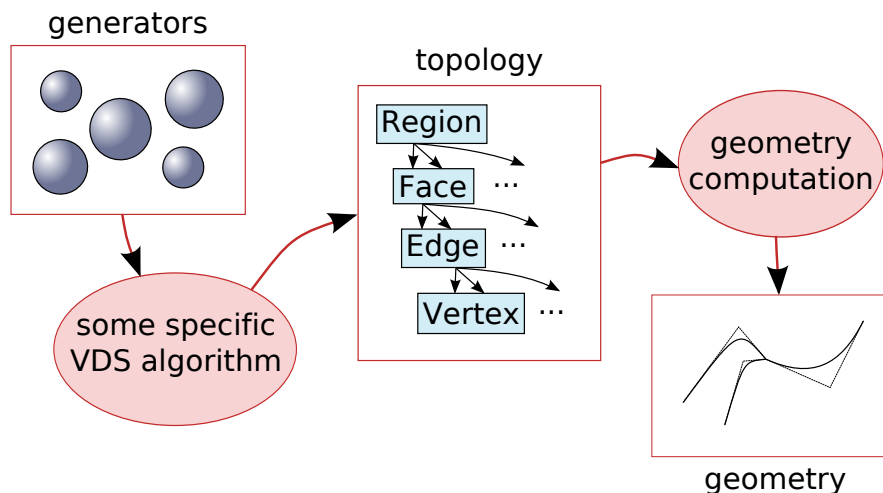 generators
some specific
VDS algorithm
topology
Region
Face ...
Edge ...
Vertex ...
geometry
computation
geometry